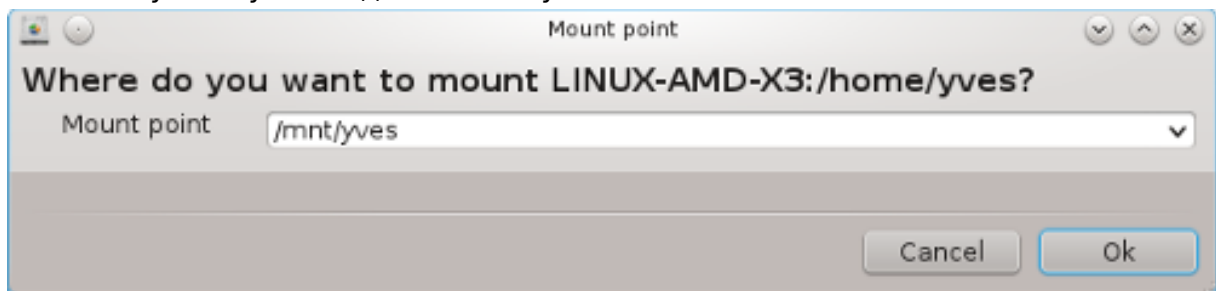 Mount point
Where do you want to mount LINUX-AMD-X3:/home/yves?
Mount point /mnt/yves
Cancel Ok